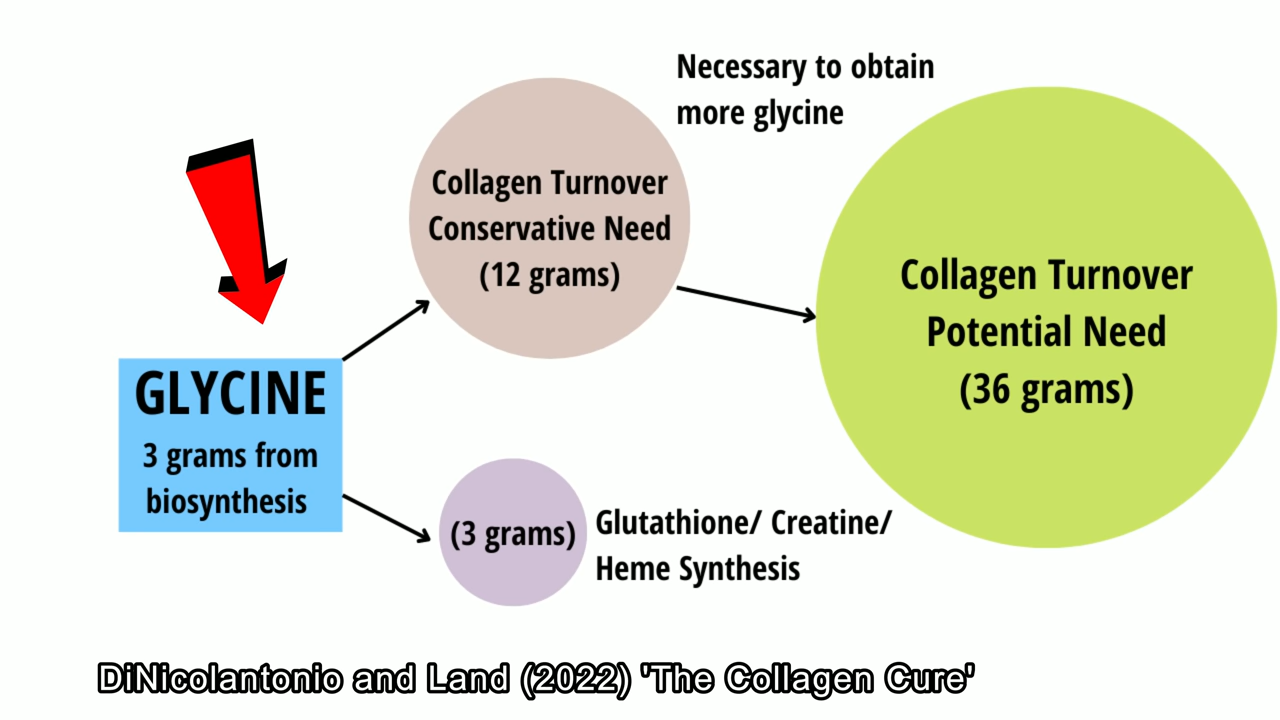 Necessary to obtain
more glycine
Collagen Turnover
Conservative Need
(12 grams)
Collagen Turnover
Potential Need
(36 grams)
GLYCINE
3 grams from
biosynthesis
(3 grams)
Glutathione/ Creatine/
Heme Synthesis
DiNicolantonio and Land (2022) 'The Collagen Cure'